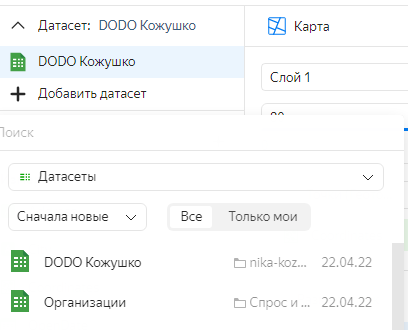 Датасет: DODO Кожушко
Карта
DODO Кожушко
Слой 1
Добавить датасет
Поиск
Датасеты
Сначала новые
Все
Только мои
DODO Кожушко nika-koz... 22.04.22
Организации Спрос и ... 22.04.22